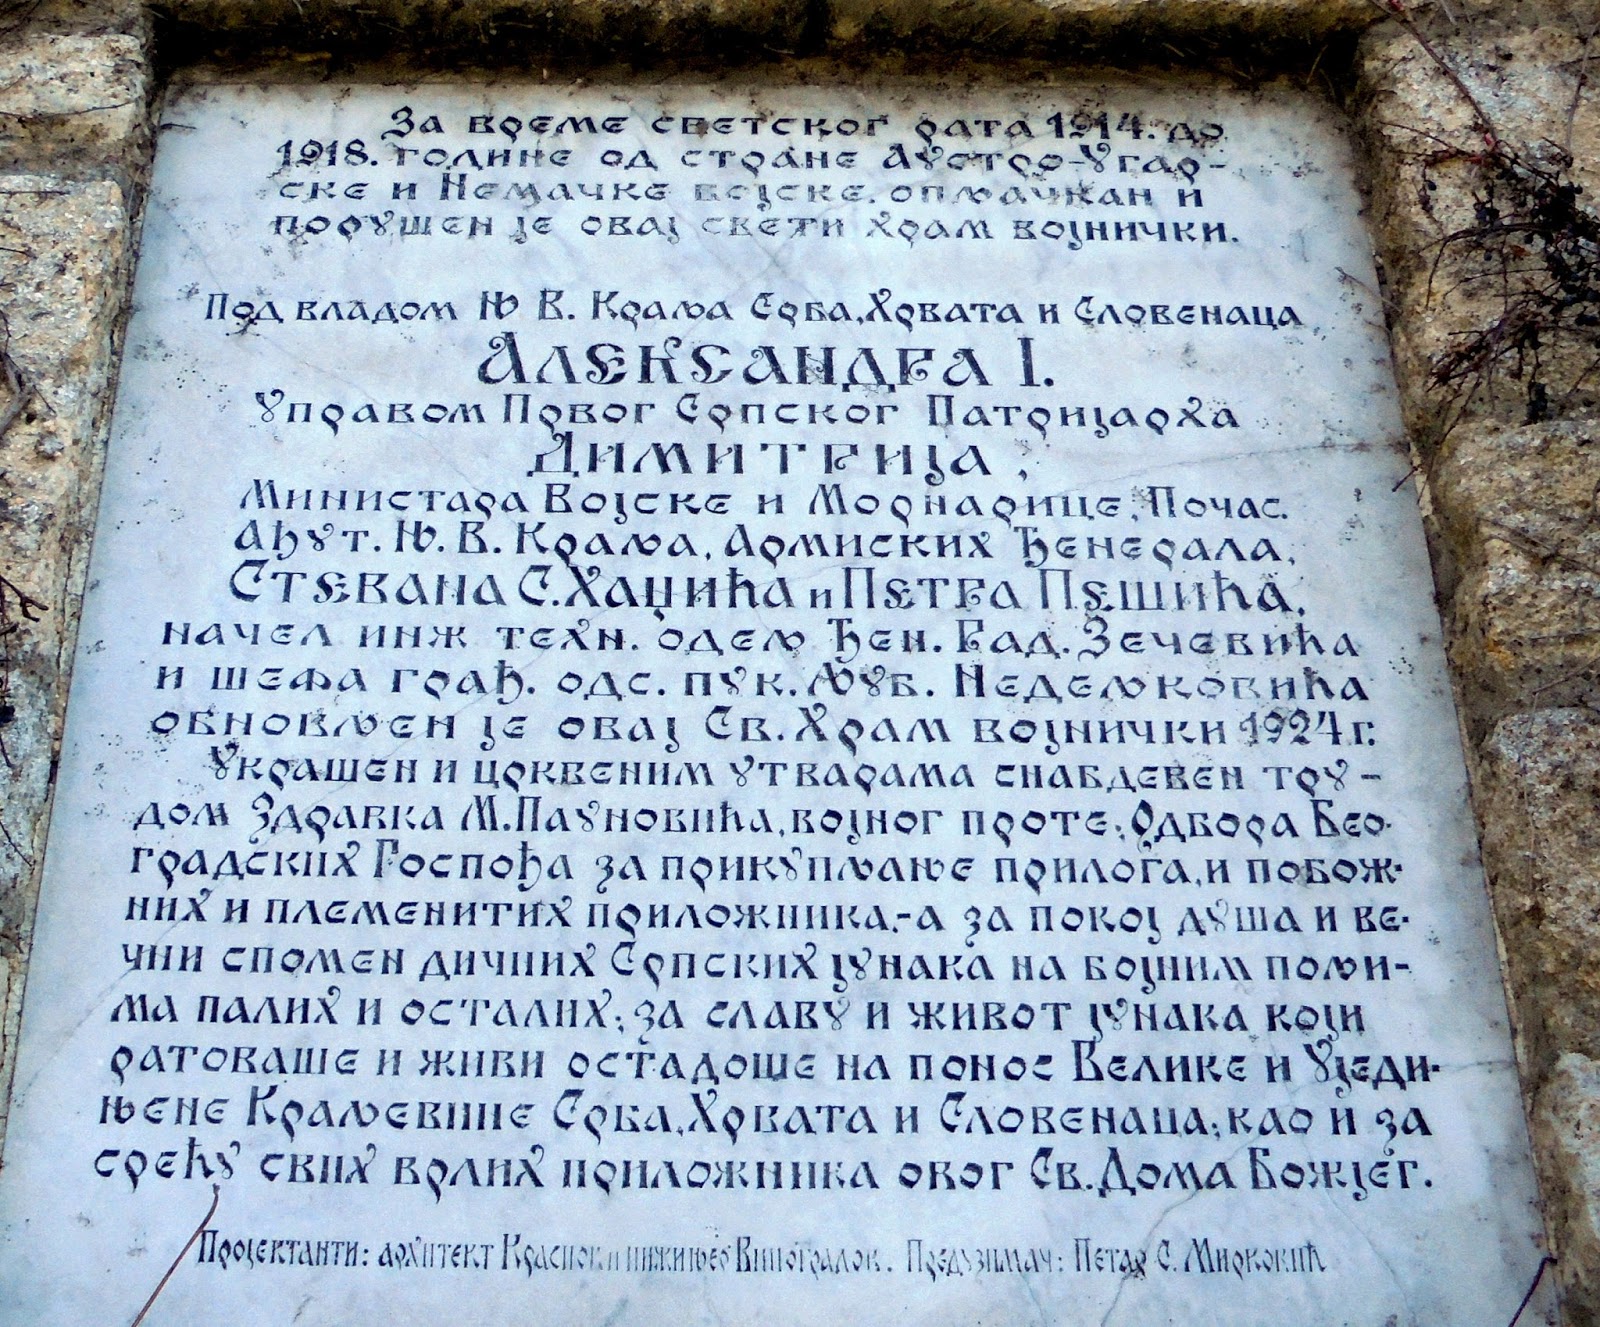 За време светског рата 1914. до
1918. године од стране Аустро-Угар-
ске и Немачке војске. опљачкан и
порушен је овај свети храм војнички.
Под владом Њ В. Краља Срба, Хрвата и Словенаца
Александра I.
управом Првог Српског Патријарха
Димитрија,
Министара Војске и Морнарице, Почас.
Ађут. Њ. В. Краља, Армиских Ђенерала,
Стевана С. Хаџића и Петра Пешића,
начел инж техн. одељ Ђен. Рад. Зечевића
и шефа грађ. одс. пук. Љуб. Недељковића
обновљен је овај Св. Храм војнички 1924 г.
Украшен и црквеним утварама снабдевен тру-
дом Здравка М. Пауновића, војног проте; Одбора Бео-
градских Госпођа за прикупљање прилога, и побож-
них и племенитих приложника,-а за покој душа и ве-
чни спомен дичних Српских јунака на бојним пољи-
ма палих и осталих; за славу и живот јунака који
ратоваше и живи остадоше на понос Велике и Уједи-
њене Краљевине Срба, Хрвата и Словенаца; као и за
срећу свих врлих приложника овог Св. Дома Божјег.
Пројектанти: архитект Краснов и инжињер Виноградов. Предузимач: Петар С. Мирковић